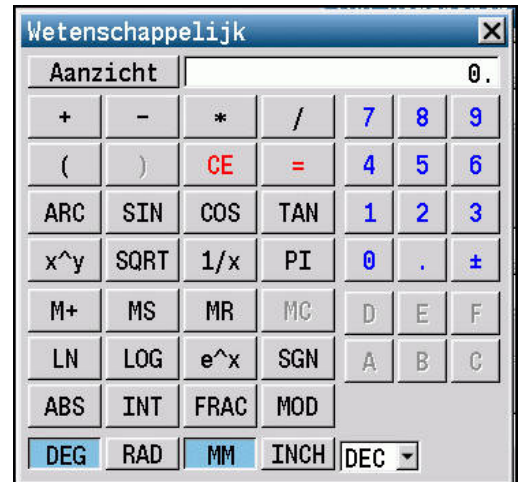 Wetenschappelijk
Aanzicht 0.
+ - * / 7 8 9
( ) CE = 4 5 6
ARC SIN COS TAN 1 2 3
x^y SQRT 1/x PI 0 . ±
M+ MS MR MC D E F
LN LOG e^x SGN A B C
ABS INT FRAC MOD
DEG RAD MM INCH DEC